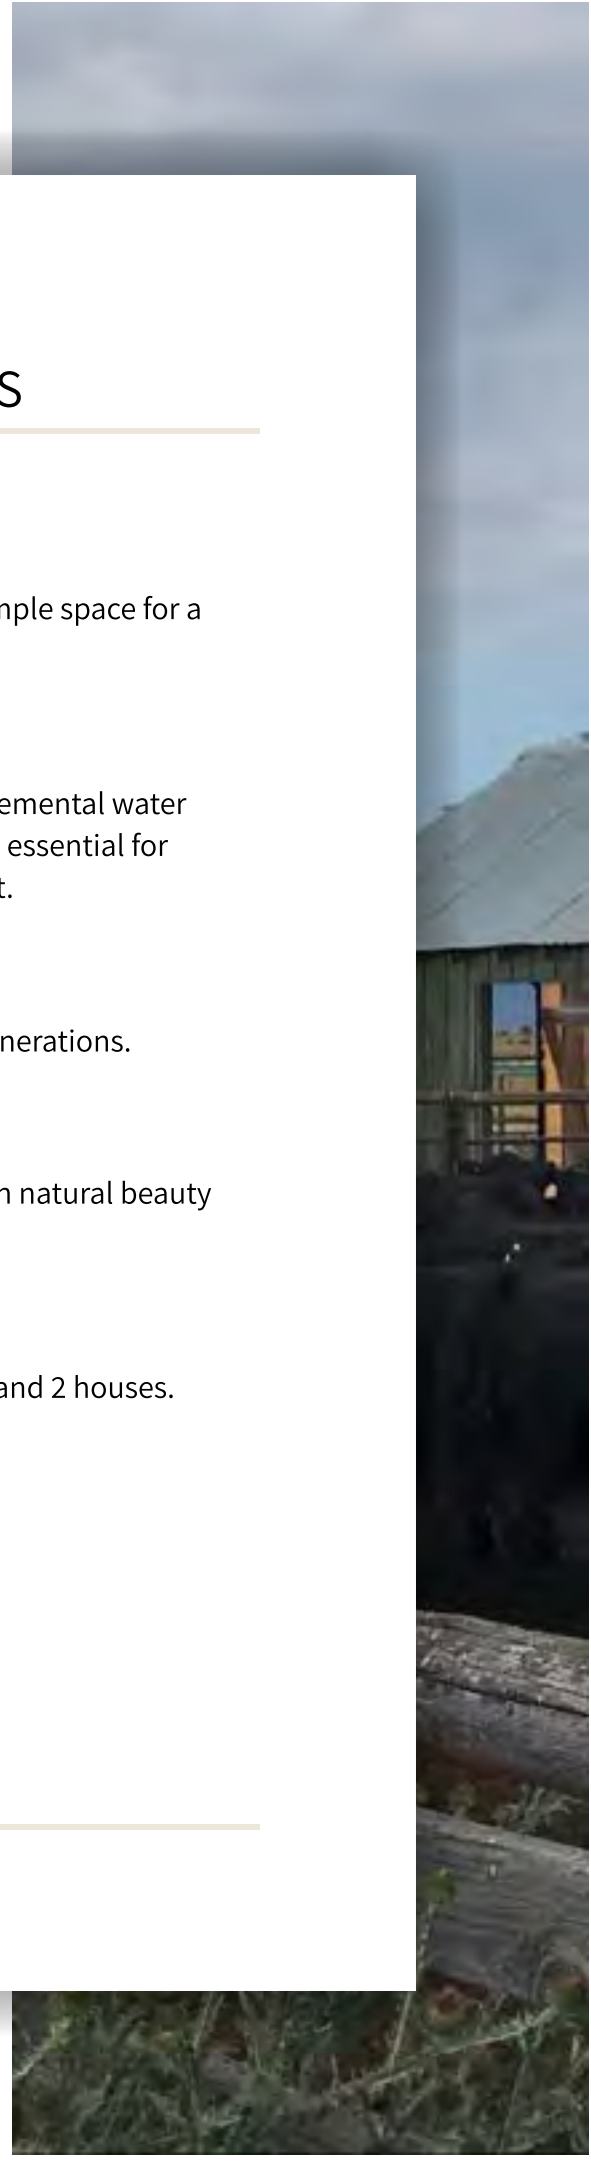 S
mple space for a
emental water
essential for
t.
nerations.
n natural beauty
and 2 houses.